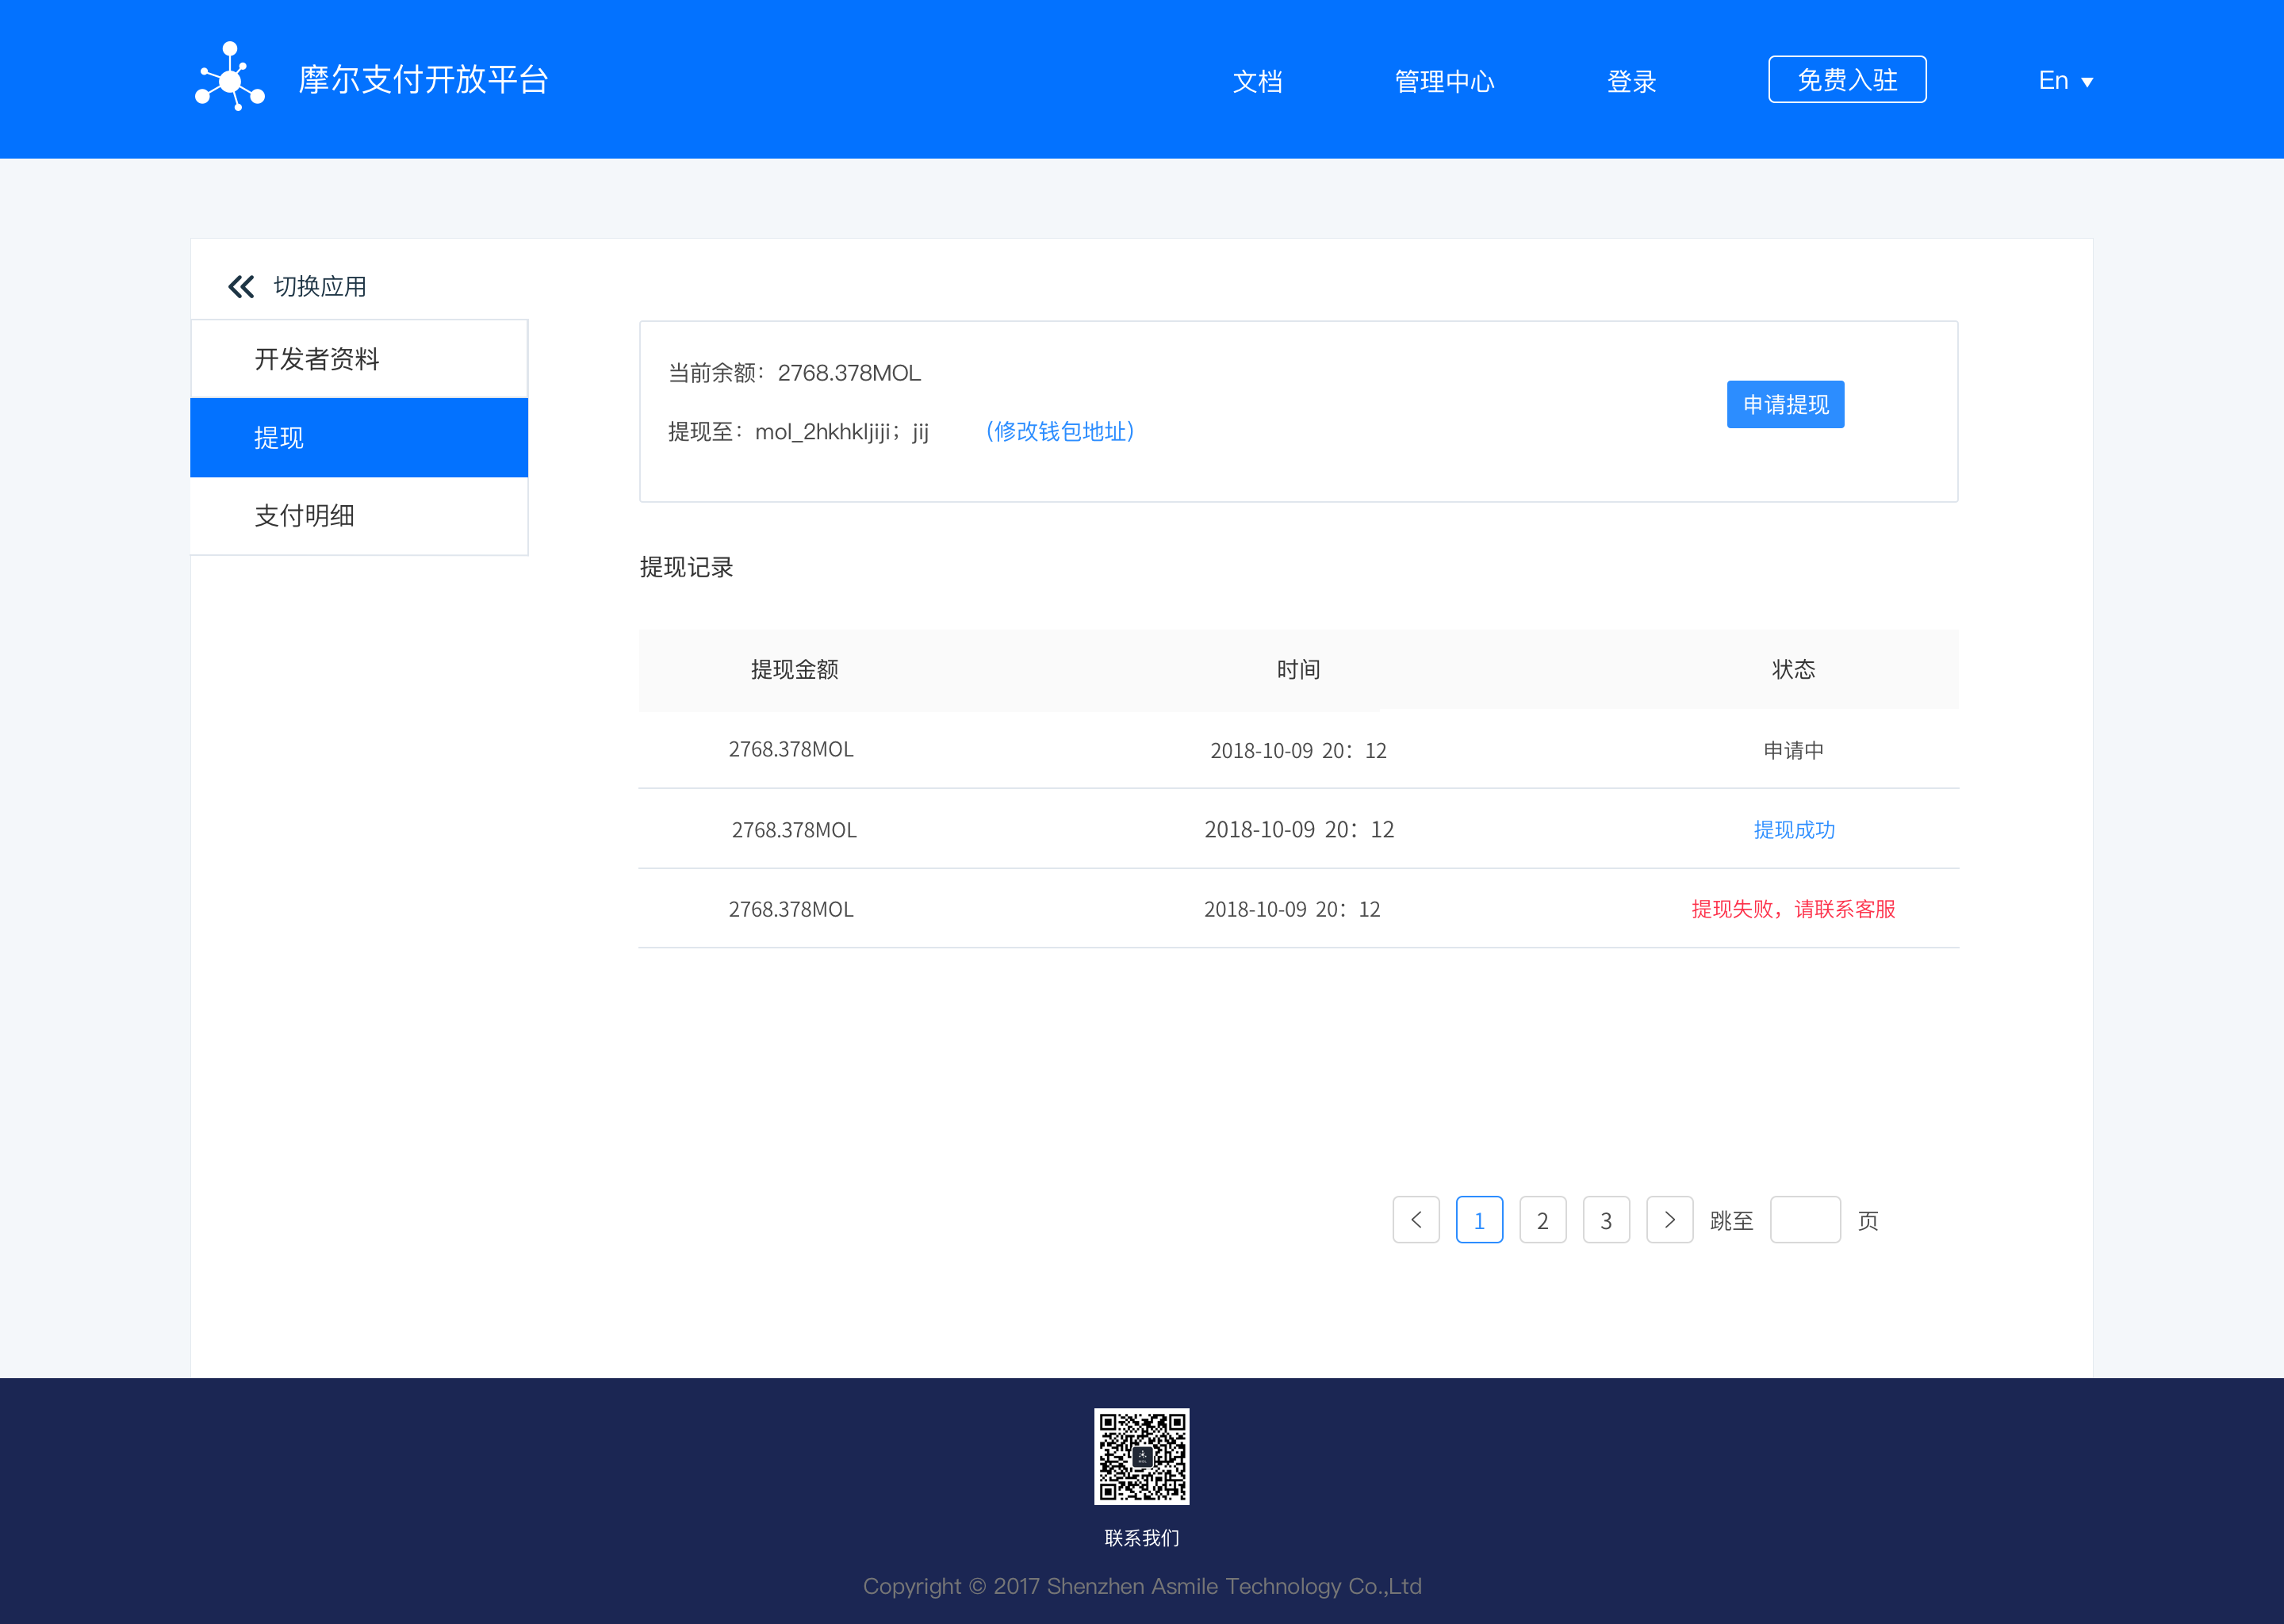 摩尔支付开放平台 文档 管理中心 登录 免费入驻 En
切换应用
开发者资料
提现
支付明细
当前余额：2768.378MOL
提现至：mol_2hkhkljiji；jij （修改钱包地址）
申请提现
提现记录
提现金额 时间 状态
2768.378MOL 2018-10-09 20：12 申请中
2768.378MOL 2018-10-09 20：12 提现成功
2768.378MOL 2018-10-09 20：12 提现失败，请联系客服
1 2 3 跳至 页
联系我们
Copyright © 2017 Shenzhen Asmile Technology Co.,Ltd